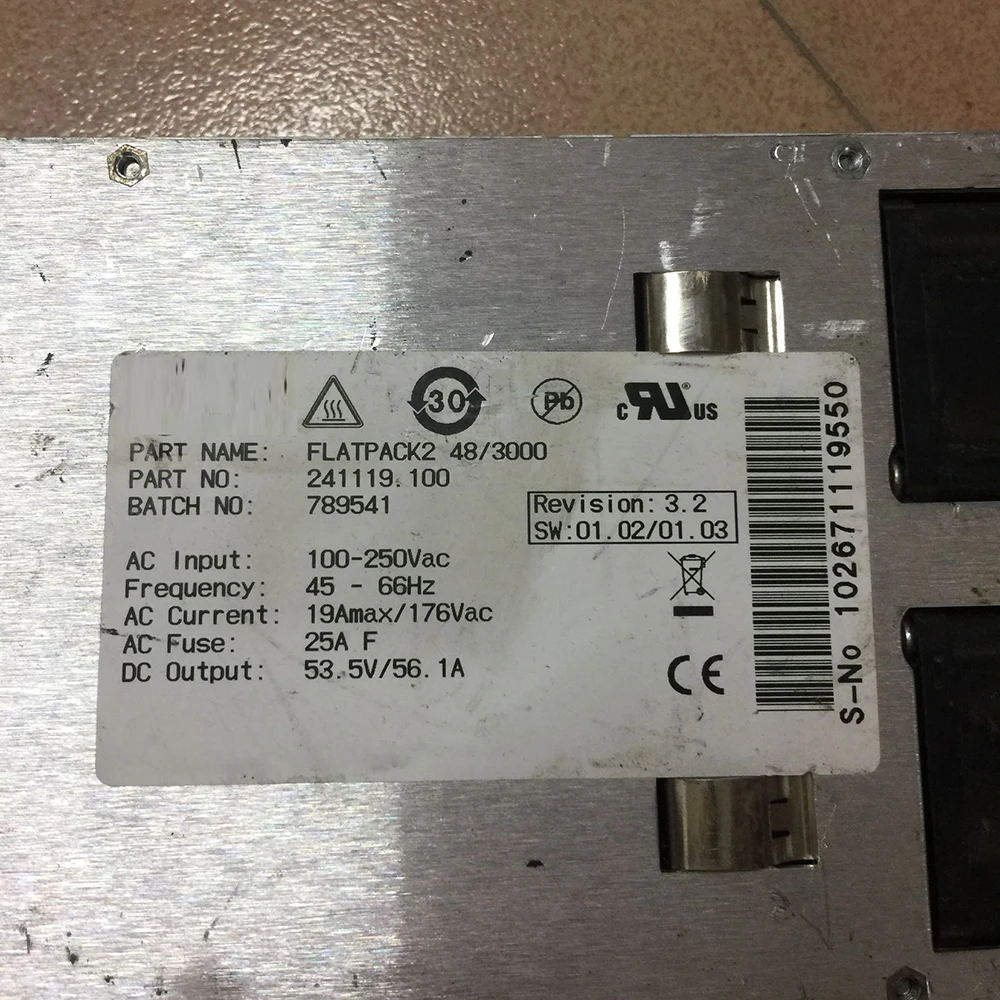 30
Pb
c RU ® US
PART NAME: FLATPACK2 48/3000
PART NO: 241119.100
BATCH NO: 789541
Revision: 3.2
SW:01.02/01.03
AC Input: 100-250Vac
Frequency: 45 - 66Hz
AC Current: 19Amax/176Vac
AC Fuse: 25A F
DC Output: 53.5V/56.1A
CE
S-No 102671119550